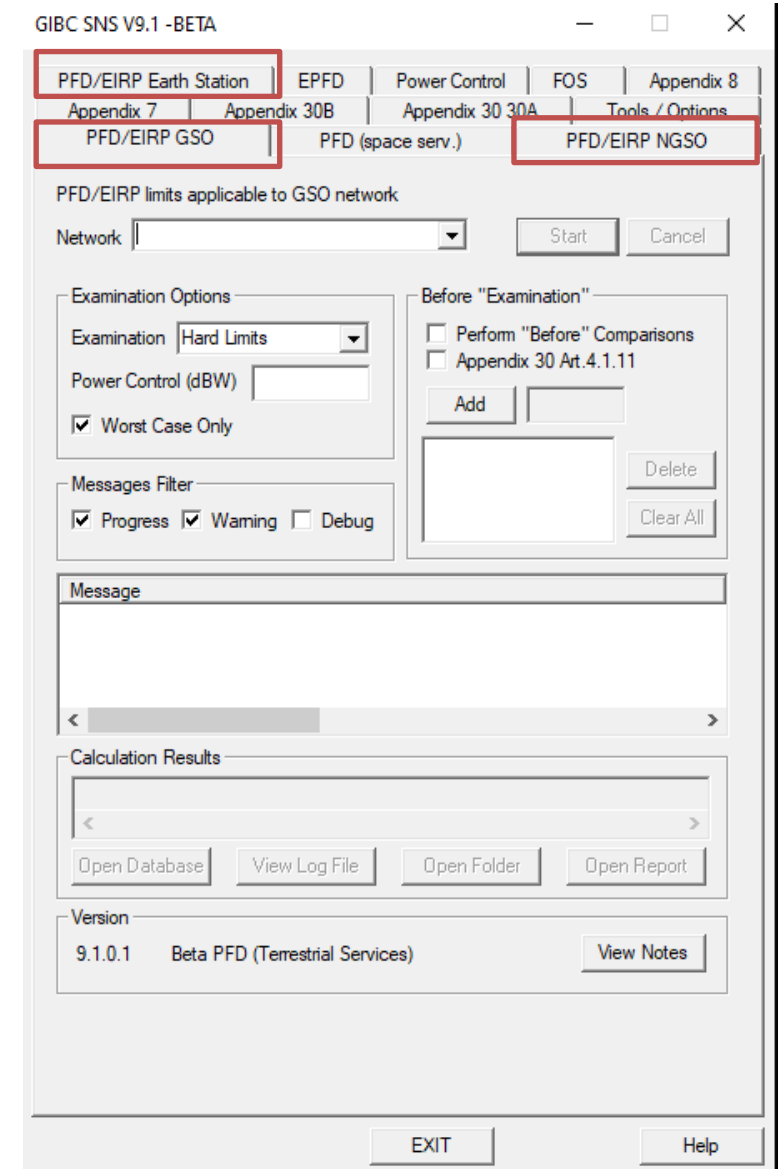 GIBC SNS V9.1 -BETA
PFD/EIRP Earth Station EPFD Power Control FOS Appendix 8
Appendix 7 Appendix 30B Appendix 30 30A Tools / Options
PFD/EIRP GSO PFD (space serv.) PFD/EIRP NGSO
PFD/EIRP limits applicable to GSO network
Network Start Cancel
Examination Options Before "Examination"
Examination Hard Limits Perform "Before" Comparisons
Appendix 30 Art.4.1.11
Power Control (dBW)
Add
Worst Case Only
Delete
Messages Filter
Progress Warning Debug Clear All
Message
Calculation Results
Open Database View Log File Open Folder Open Report
Version
9.1.0.1 Beta PFD (Terrestrial Services) View Notes
EXIT Help